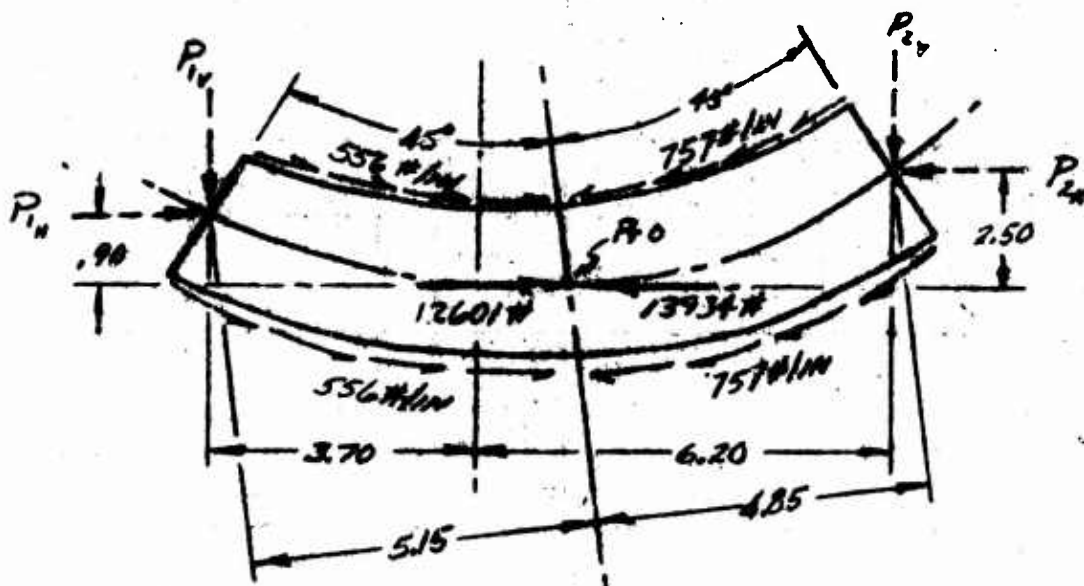 P1V
P2V
45°
45°
556 #/IN
757 #/IN
P1H
P2H
.90
2.50
12601#
13934#
556 #/IN
757 #/IN
3.70
6.20
5.15
4.85